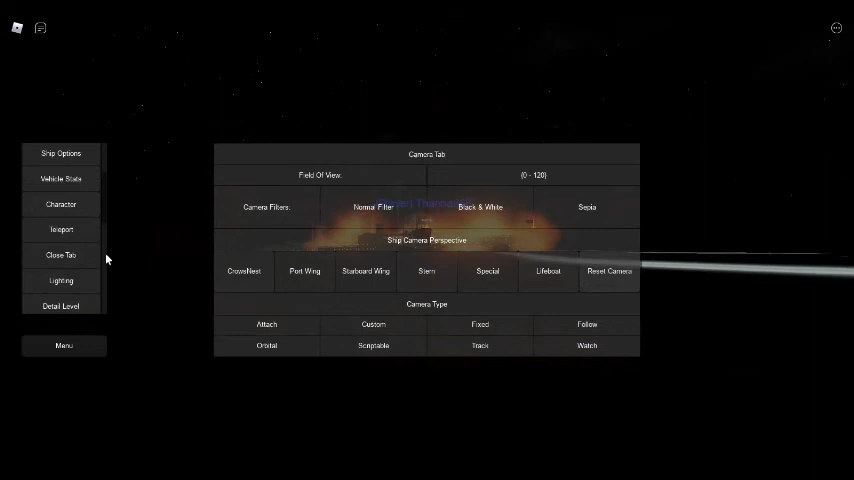 Ship Options
Vehicle Stats
Character
Teleport
Close Tab
Lighting
Detail Level
Menu
Camera Tab
Field Of View:
(0 - 120)
Camera Filters:
Normal Filter
Black & White
Sepia
Ship Camera Perspective
CrowsNest
Port Wing
Starboard Wing
Stern
Special
Lifeboat
Reset Camera
Camera Type
Attach
Custom
Fixed
Follow
Orbital
Scriptable
Track
Watch